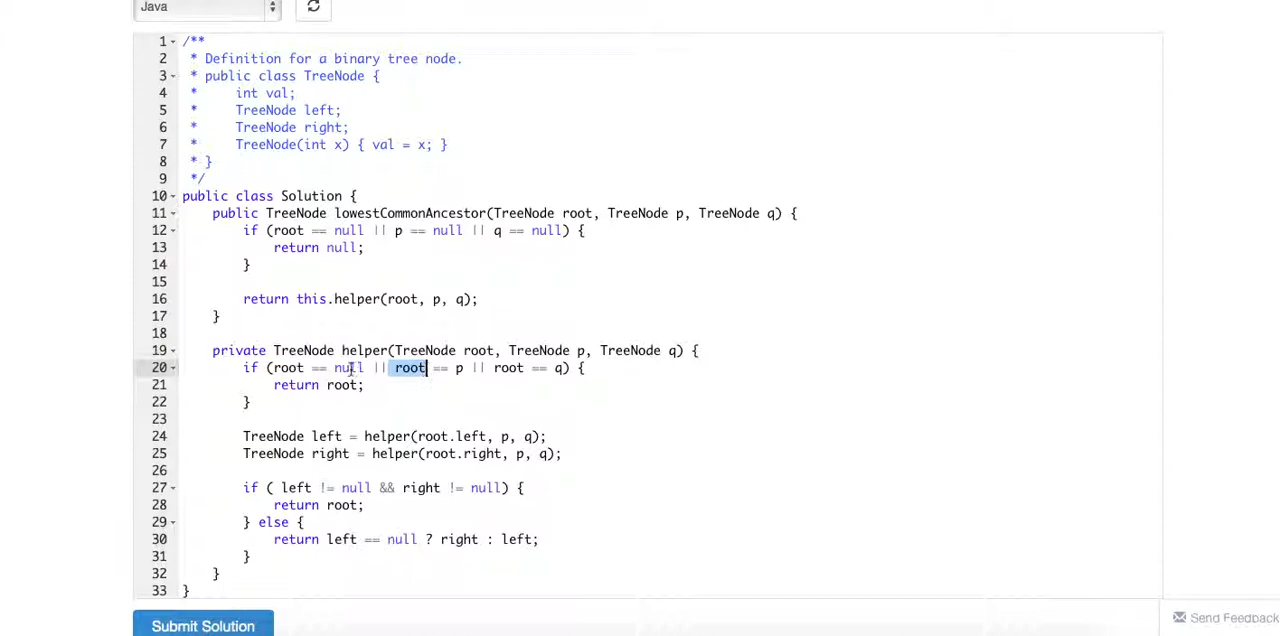 Java
1 /**
2  * Definition for a binary tree node.
3  * public class TreeNode {
4  *     int val;
5  *     TreeNode left;
6  *     TreeNode right;
7  *     TreeNode(int x) { val = x; }
8  * }
9  */
10 public class Solution {
11     public TreeNode lowestCommonAncestor(TreeNode root, TreeNode p, TreeNode q) {
12         if (root == null || p == null || q == null) {
13             return null;
14         }
15
16         return this.helper(root, p, q);
17     }
18
19     private TreeNode helper(TreeNode root, TreeNode p, TreeNode q) {
20         if (root == null || root == p || root == q) {
21             return root;
22         }
23
24         TreeNode left = helper(root.left, p, q);
25         TreeNode right = helper(root.right, p, q);
26
27         if ( left != null && right != null) {
28             return root;
29         } else {
30             return left == null ? right : left;
31         }
32     }
33 }
Submit Solution
Send Feedback